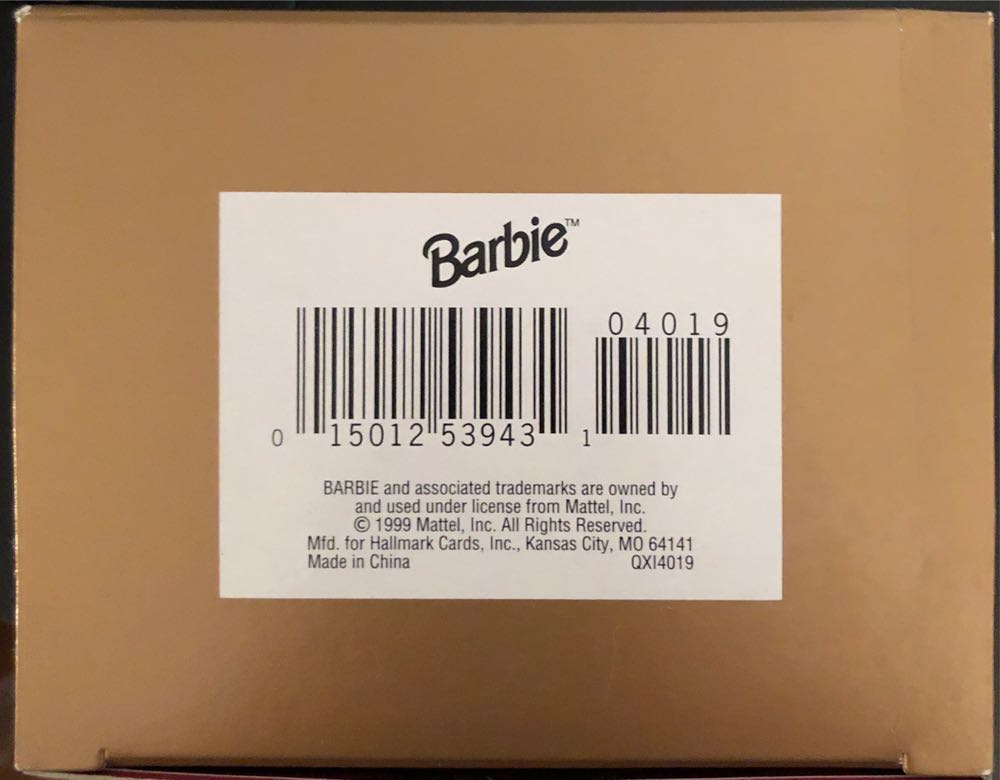 Barbie™
04019
0 15012 53943 1
BARBIE and associated trademarks are owned by
and used under license from Mattel, Inc.
© 1999 Mattel, Inc. All Rights Reserved.
Mfd. for Hallmark Cards, Inc., Kansas City, MO 64141
Made in China QXI4019